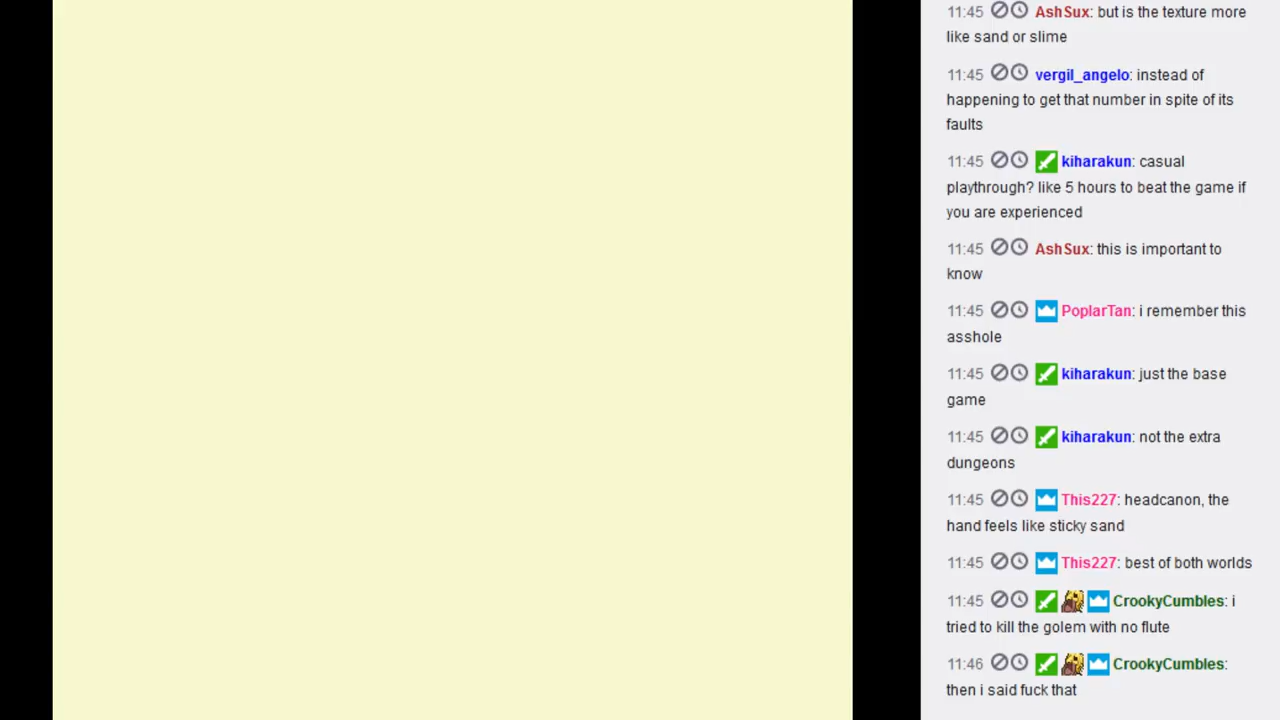 11:45 AshSux: but is the texture more
like sand or slime
11:45 vergil_angelo: instead of
happening to get that number in spite of its
faults
11:45 kiharakun: casual
playthrough? like 5 hours to beat the game if
you are experienced
11:45 AshSux: this is important to
know
11:45 PoplarTan: i remember this
asshole
11:45 kiharakun: just the base
game
11:45 kiharakun: not the extra
dungeons
11:45 This227: headcanon, the
hand feels like sticky sand
11:45 This227: best of both worlds
11:45 CrookyCumbles: i
tried to kill the golem with no flute
11:46 CrookyCumbles:
then i said fuck that